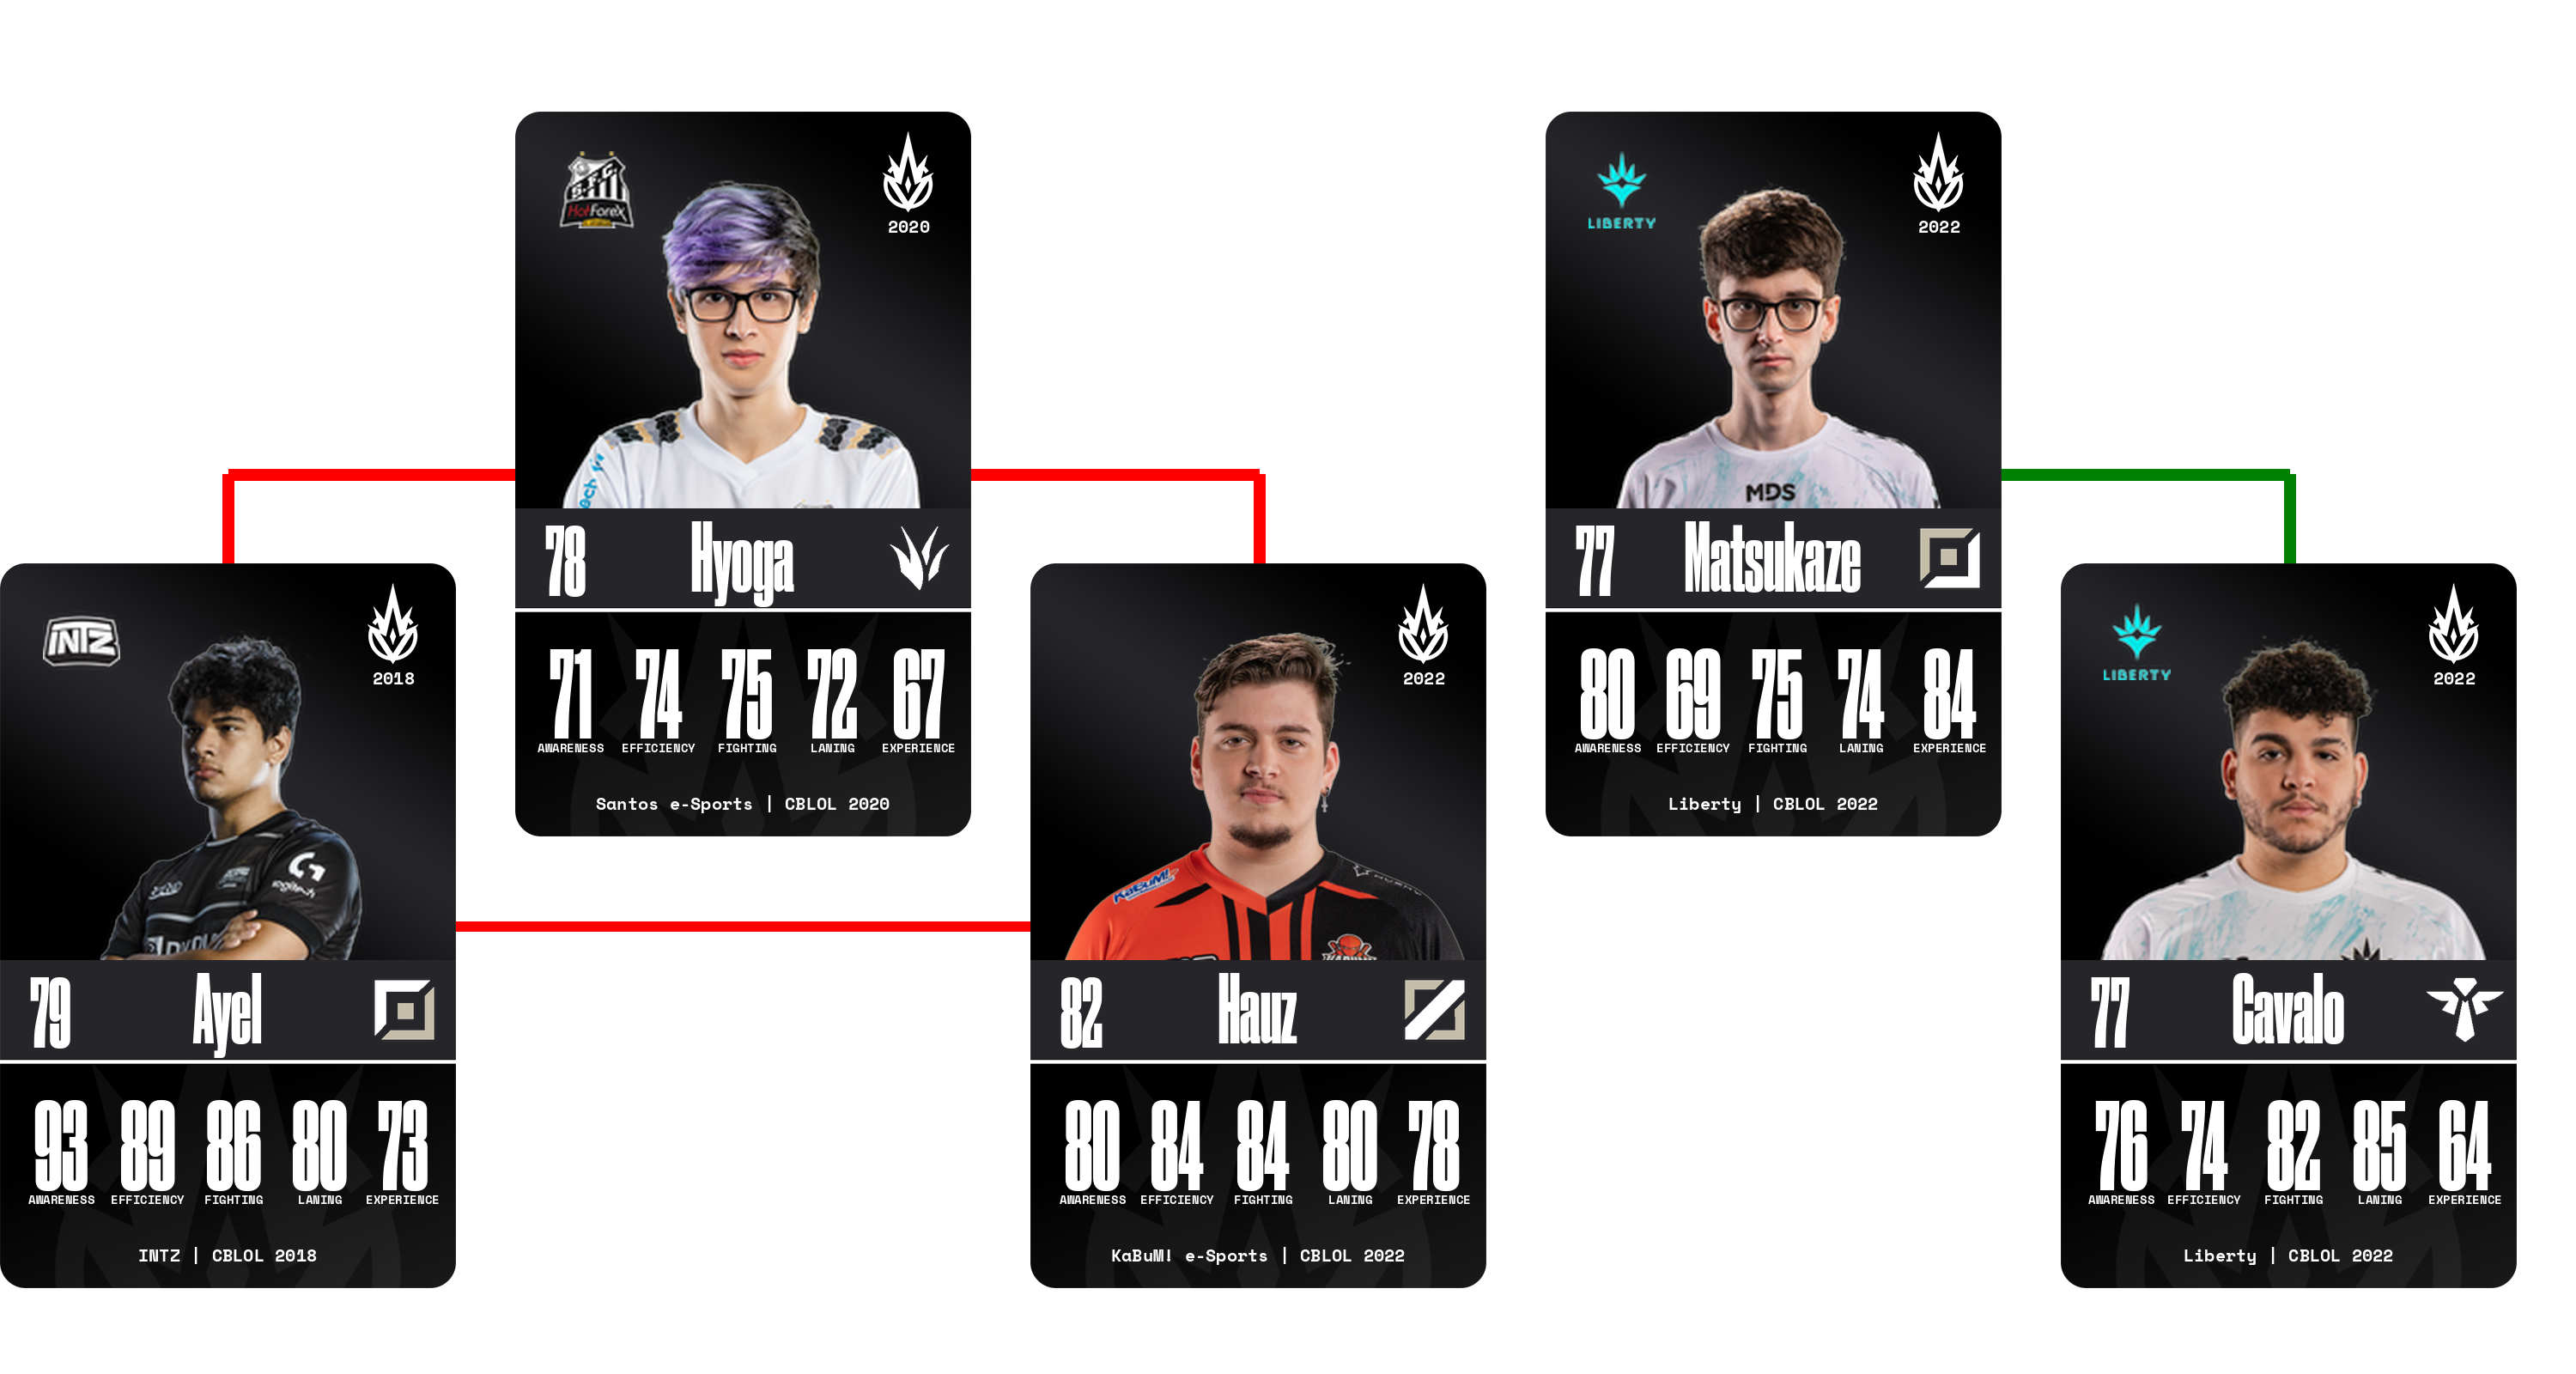 HotForex
2020
78 Hyoga
71 74 75 72 67
AWARENESS EFFICIENCY FIGHTING LANING EXPERIENCE
Santos e-Sports | CBLOL 2020
LIBERTY
2022
MDS
77 Matsukaze
80 69 75 74 84
AWARENESS EFFICIENCY FIGHTING LANING EXPERIENCE
Liberty | CBLOL 2022
INTZ
2018
logitech
79 Ayel
93 89 86 80 73
AWARENESS EFFICIENCY FIGHTING LANING EXPERIENCE
INTZ | CBLOL 2018
2022
KaBuM!
82 Hauz
80 84 84 80 78
AWARENESS EFFICIENCY FIGHTING LANING EXPERIENCE
KaBuM! e-Sports | CBLOL 2022
LIBERTY
2022
77 Cavalo
76 74 82 85 64
AWARENESS EFFICIENCY FIGHTING LANING EXPERIENCE
Liberty | CBLOL 2022